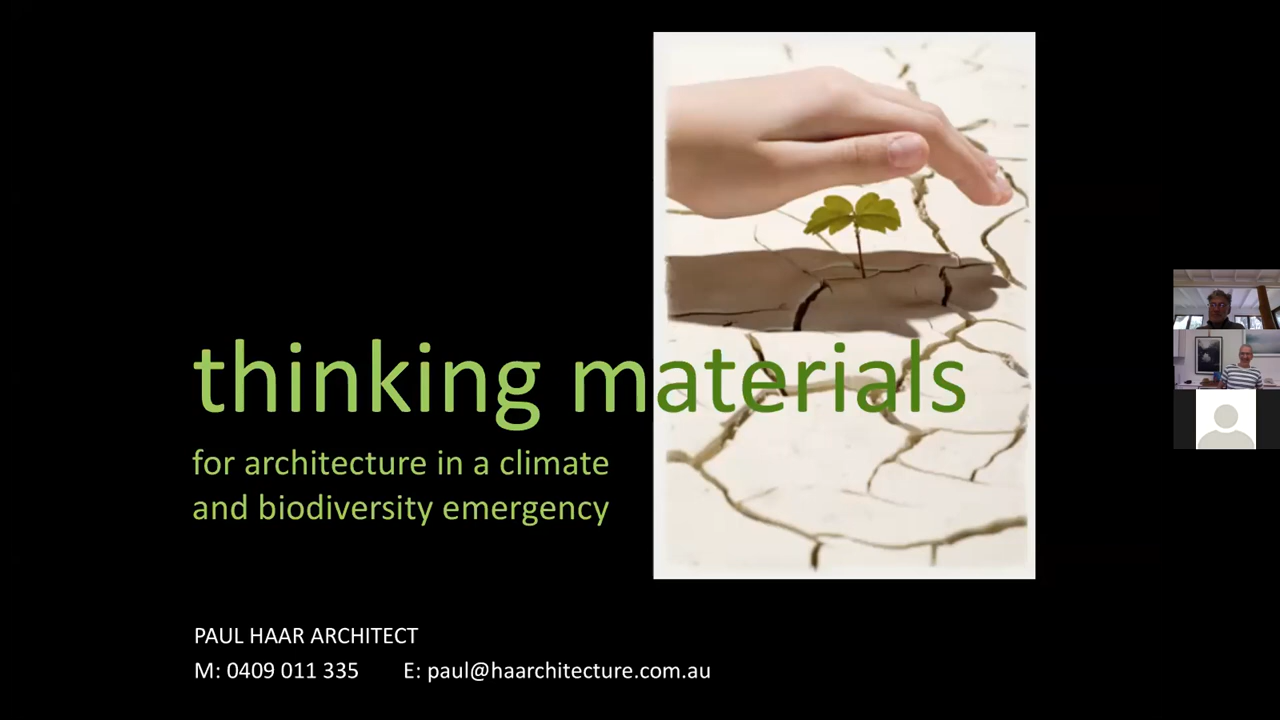 thinking materials
for architecture in a climate
and biodiversity emergency
PAUL HAAR ARCHITECT
M: 0409 011 335 E: paul@haarchitecture.com.au